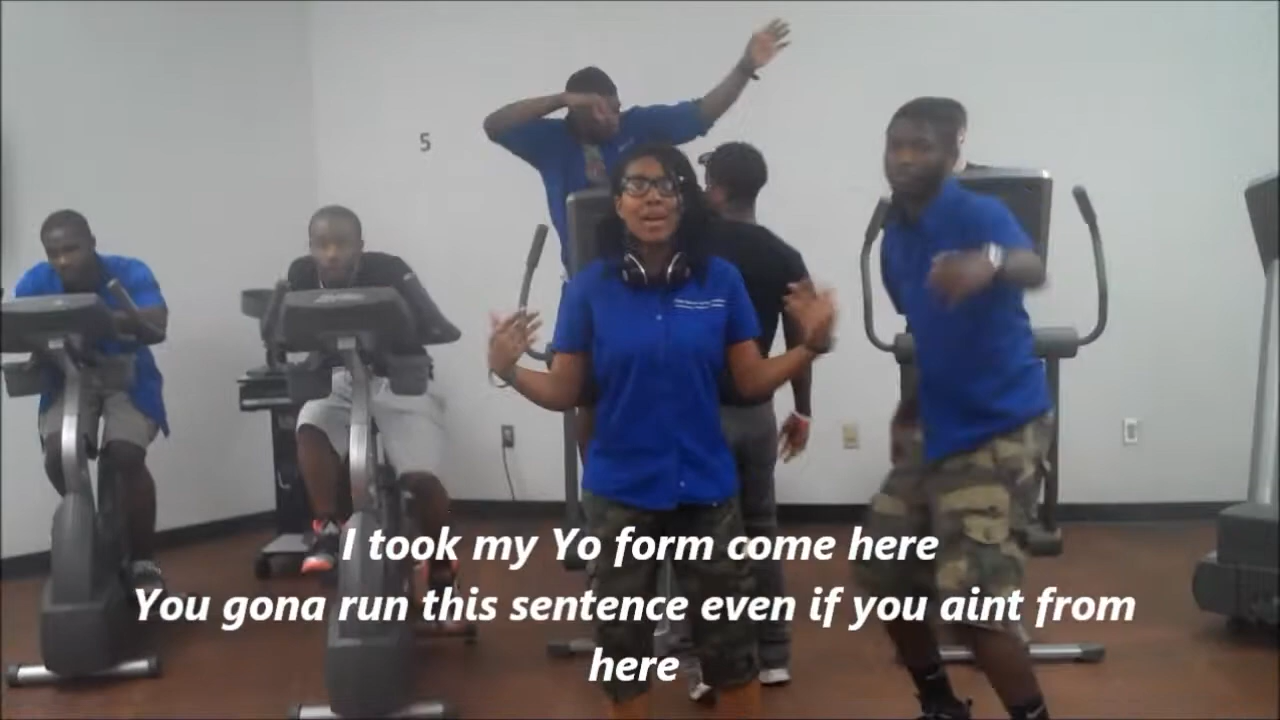 5
I took my Yo form come here
You gona run this sentence even if you aint from
here